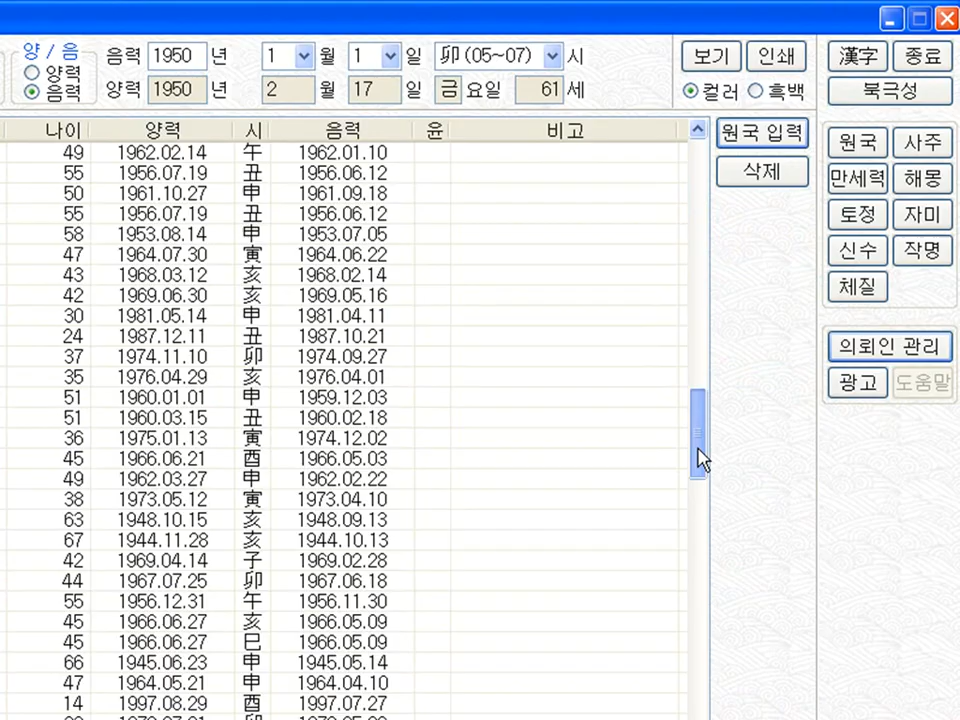 양 / 음
양력
음력
음력 1950 년 1 월 1 일 卯 (05~07) 시
양력 1950 년 2 월 17 일 금 요일 61 세
보기 인쇄
컬러 흑백
漢字 종료
북극성
원국 입력
삭제
원국 사주
만세력 해몽
토정 자미
신수 작명
체질
의뢰인 관리
광고 도움말
나이 양력 시 음력 윤 비고
49 1962.02.14 午 1962.01.10
55 1956.07.19 丑 1956.06.12
50 1961.10.27 申 1961.09.18
55 1956.07.19 丑 1956.06.12
58 1953.08.14 申 1953.07.05
47 1964.07.30 寅 1964.06.22
43 1968.03.12 亥 1968.02.14
42 1969.06.30 亥 1969.05.16
30 1981.05.14 申 1981.04.11
24 1987.12.11 丑 1987.10.21
37 1974.11.10 卯 1974.09.27
35 1976.04.29 亥 1976.04.01
51 1960.01.01 申 1959.12.03
51 1960.03.15 丑 1960.02.18
36 1975.01.13 寅 1974.12.02
45 1966.06.21 酉 1966.05.03
49 1962.03.27 申 1962.02.22
38 1973.05.12 寅 1973.04.10
63 1948.10.15 亥 1948.09.13
67 1944.11.28 亥 1944.10.13
42 1969.04.14 子 1969.02.28
44 1967.07.25 卯 1967.06.18
55 1956.12.31 午 1956.11.30
45 1966.06.27 亥 1966.05.09
45 1966.06.27 巳 1966.05.09
66 1945.06.23 申 1945.05.14
47 1964.05.21 申 1964.04.10
14 1997.08.29 酉 1997.07.27